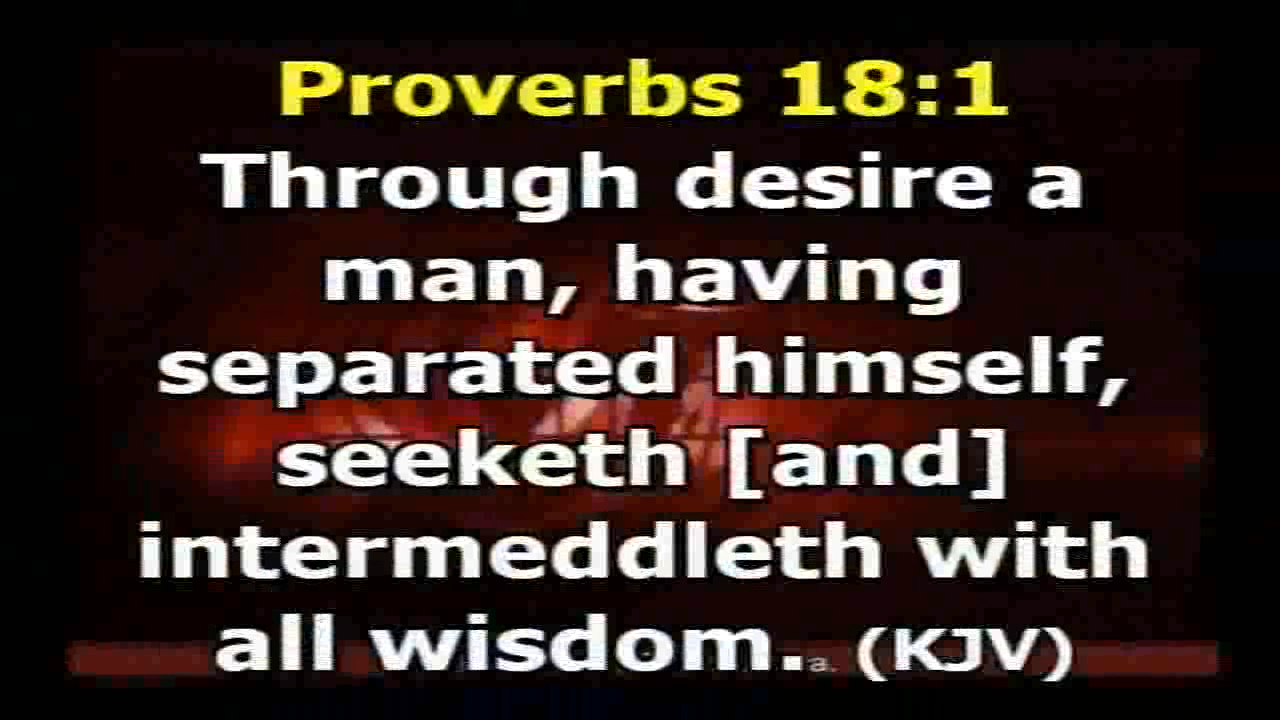 Proverbs 18:1
Through desire a
man, having
separated himself,
seeketh [and]
intermeddleth with
all wisdom.a. (KJV)